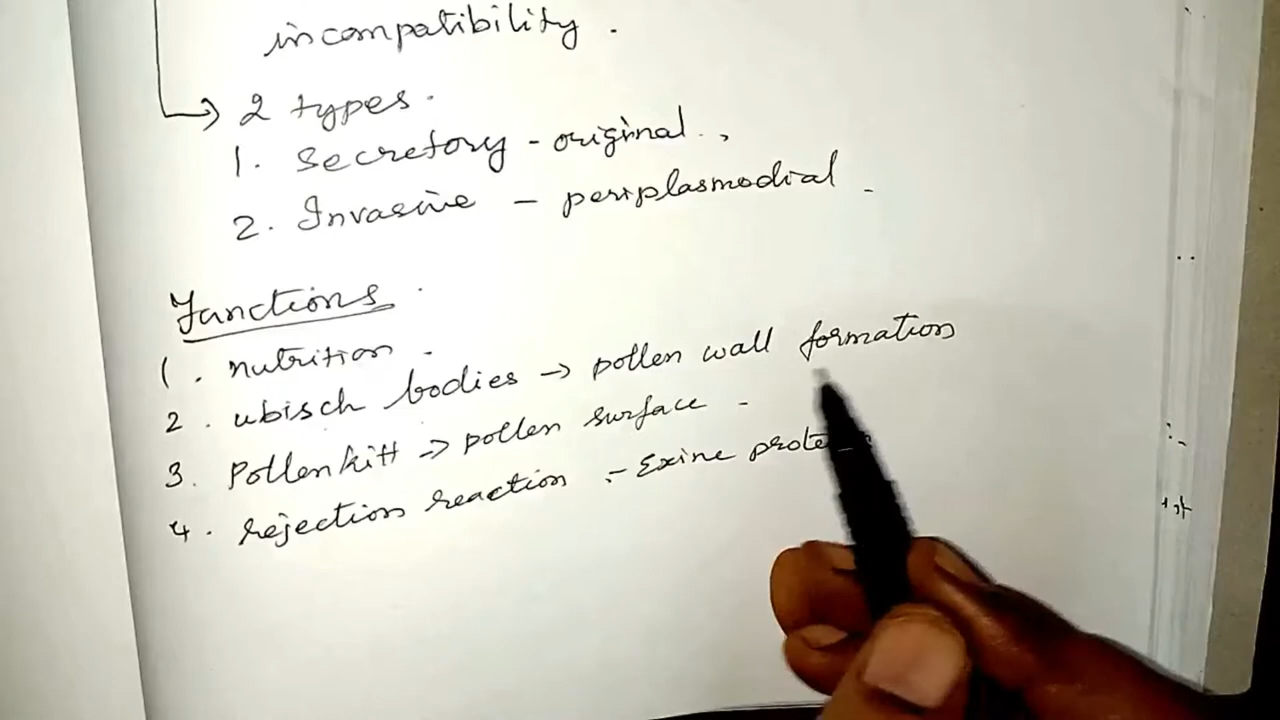 incompatibility.
→ 2 types.
1. Secretory - original.,
2. Invasive - periplasmodial -
Functions.
1. nutrition.
2. ubisch bodies → pollen wall formation
3. Pollenkitt → pollen surface -
4. rejection reaction :- Exine